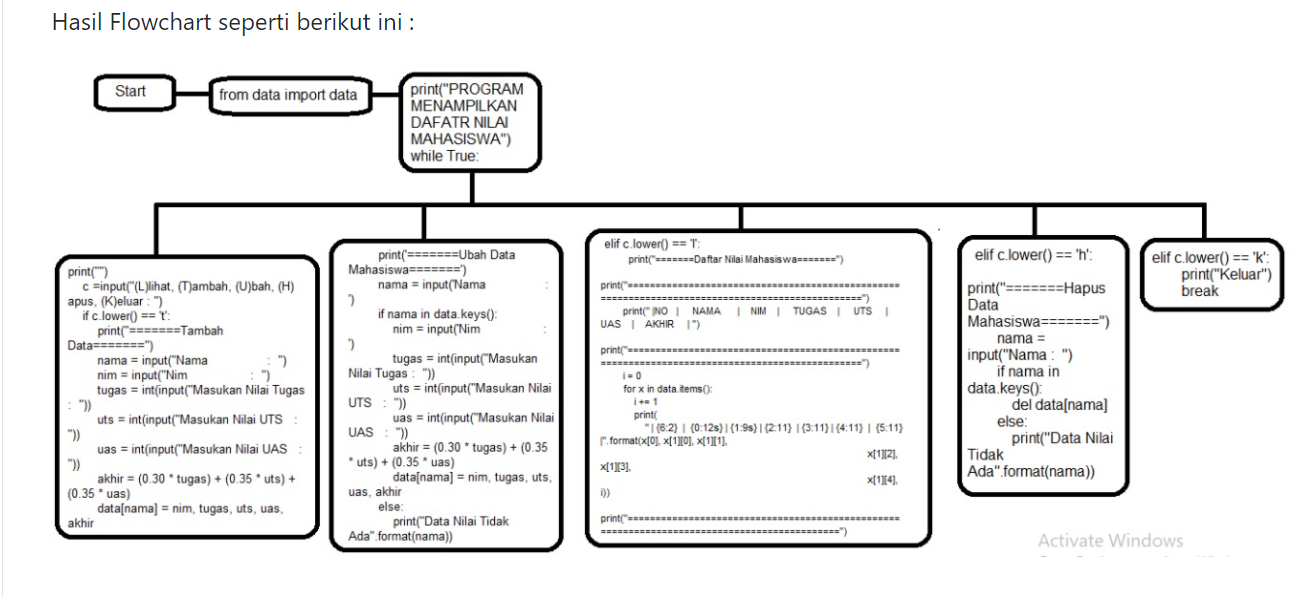 Hasil Flowchart seperti berikut ini :
Start
from data import data
print("PROGRAM
MENAMPILKAN
DAFATR NILAI
MAHASISWA")
while True:
print("")
c =input("(L)lihat, (T)ambah, (U)bah, (H)
apus, (K)eluar : ")
if c.lower() == 't':
print("=======Tambah
Data=======")
nama = input("Nama : ")
nim = input("Nim : ")
tugas = int(input("Masukan Nilai Tugas
: "))
uts = int(input("Masukan Nilai UTS :
"))
uas = int(input("Masukan Nilai UAS :
"))
akhir = (0.30 * tugas) + (0.35 * uts) +
(0.35 * uas)
data[nama] = nim, tugas, uts, uas,
akhir
print('=======Ubah Data
Mahasiswa=======')
nama = input('Nama :
')
if nama in data.keys():
nim = input('Nim :
')
tugas = int(input("Masukan
Nilai Tugas : "))
uts = int(input("Masukan Nilai
UTS : "))
uas = int(input("Masukan Nilai
UAS : "))
akhir = (0.30 * tugas) + (0.35
* uts) + (0.35 * uas)
data[nama] = nim, tugas, uts,
uas, akhir
else:
print("Data Nilai Tidak
Ada".format(nama))
elif c.lower() == 'l':
print("=======Daftar Nilai Mahasiswa=======")
print("==================================================
================================================")
print(" |NO | NAMA | NIM | TUGAS | UTS |
UAS | AKHIR |")
print("==================================================
================================================")
i = 0
for x in data.items():
i += 1
print(
" | {6:2} | {0:12s} | {1:9s} | {2:11} | {3:11} | {4:11} | {5:11}
|".format(x[0], x[1][0], x[1][1],
x[1][2],
x[1][3],
x[1][4],
i))
print("==================================================
============================================")
elif c.lower() == 'h':
print("=======Hapus
Data
Mahasiswa=======")
nama =
input("Nama : ")
if nama in
data.keys():
del data[nama]
else:
print("Data Nilai
Tidak
Ada".format(nama))
elif c.lower() == 'k':
print("Keluar")
break
Activate Windows